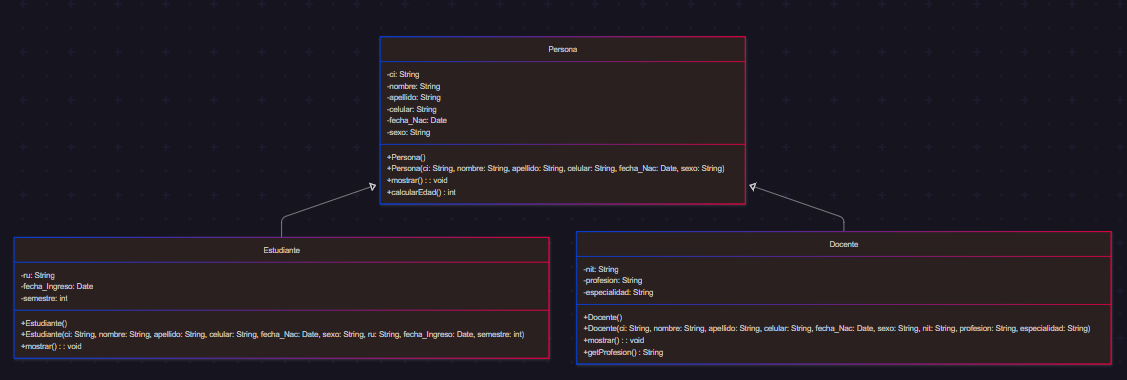 Persona
-ci: String
-nombre: String
-apellido: String
-celular: String
-fecha_Nac: Date
-sexo: String
+Persona()
+Persona(ci: String, nombre: String, apellido: String, celular: String, fecha_Nac: Date, sexo: String)
+mostrar() : : void
+calcularEdad() : int
Estudiante
-ru: String
-fecha_Ingreso: Date
-semestre: int
+Estudiante()
+Estudiante(ci: String, nombre: String, apellido: String, celular: String, fecha_Nac: Date, sexo: String, ru: String, fecha_Ingreso: Date, semestre: int)
+mostrar() : : void
Docente
-nit: String
-profesion: String
-especialidad: String
+Docente()
+Docente(ci: String, nombre: String, apellido: String, celular: String, fecha_Nac: Date, sexo: String, nit: String, profesion: String, especialidad: String)
+mostrar() : : void
+getProfesion() : String